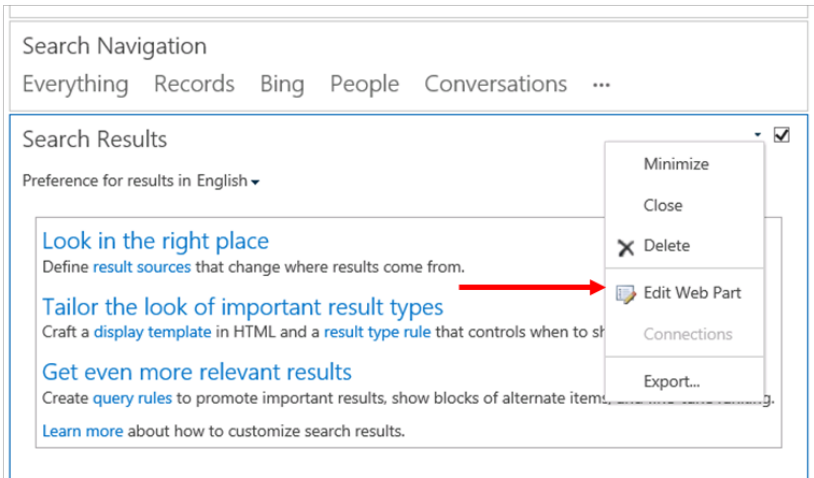 Search Navigation
Everything Records Bing People Conversations ...
Search Results
Preference for results in English
Minimize
Close
Delete
Edit Web Part
Connections
Export...
Look in the right place
Define result sources that change where results come from.
Tailor the look of important result types
Craft a display template in HTML and a result type rule that controls when to
Get even more relevant results
Create query rules to promote important results, show blocks of alternate items,
Learn more about how to customize search results.